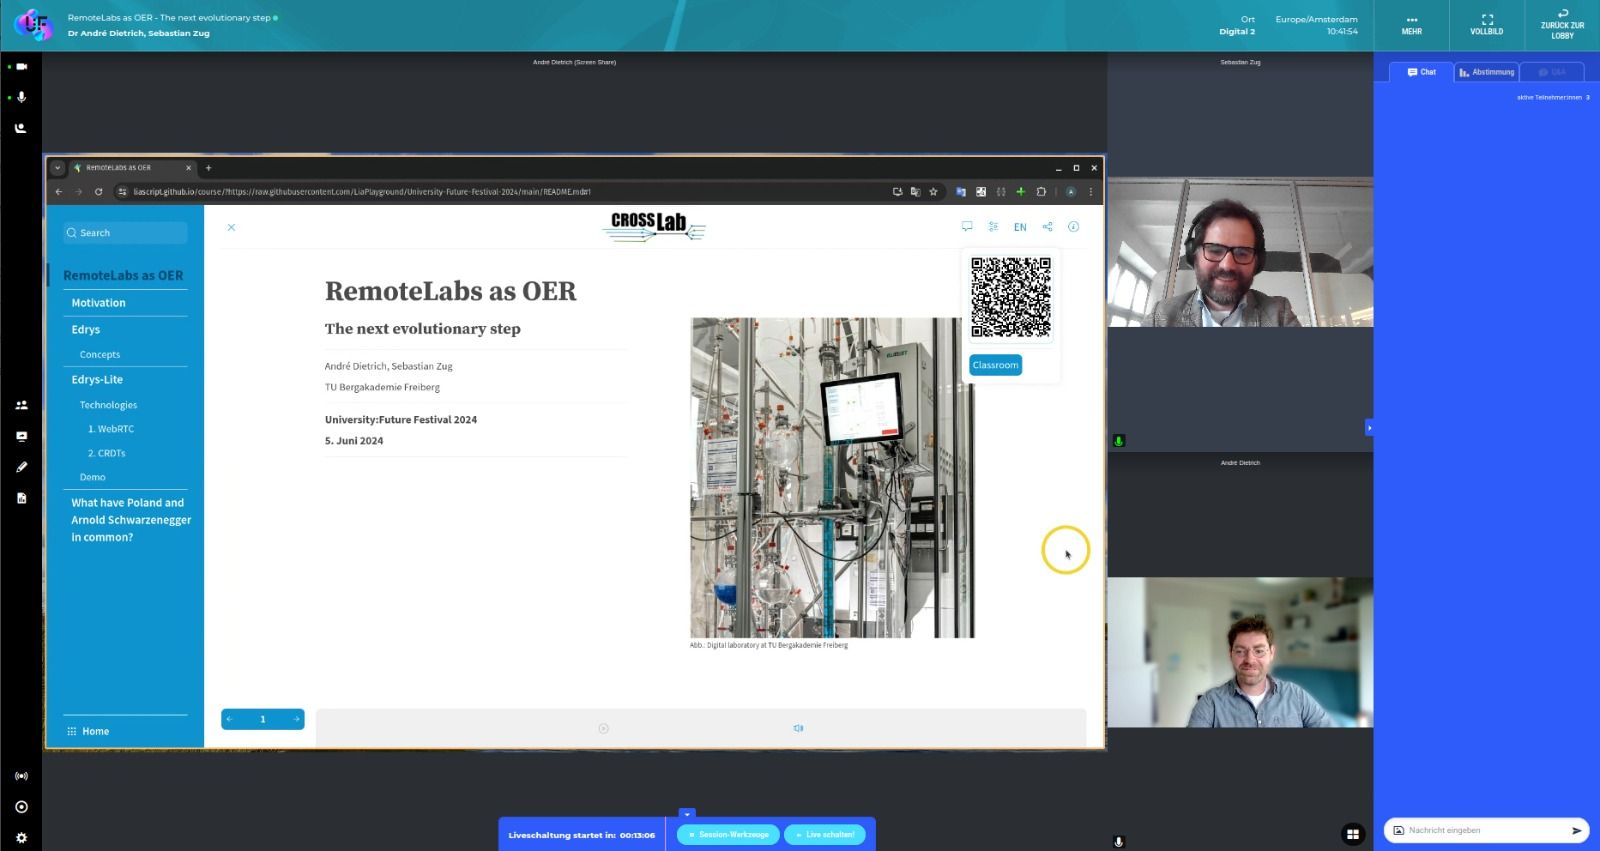 UF
RemoteLabs as OER - The next evolutionary step
Dr André Dietrich, Sebastian Zug
Ort
Digital 2
Europe/Amsterdam
10:41:54
MEHR
VOLLBILD
ZURÜCK ZUR
LOBBY
André Dietrich (Screen Share)
Sebastian Zug
Chat
Abstimmung
Q&A
aktive Teilnehmer:innen 3
RemoteLabs as OER
liascript.github.io/course/?https://raw.githubusercontent.com/LiaPlayground/University-Future-Festival-2024/main/README.md#1
Search
CROSSLab
EN
RemoteLabs as OER
Motivation
Edrys
Concepts
Edrys-Lite
Technologies
1. WebRTC
2. CRDTs
Demo
What have Poland and
Arnold Schwarzenegger
in common?
Home
RemoteLabs as OER
The next evolutionary step
André Dietrich, Sebastian Zug
TU Bergakademie Freiberg
University:Future Festival 2024
5. Juni 2024
Classroom
Abb.: Digital laboratory at TU Bergakademie Freiberg
1
André Dietrich
Liveschaltung startet in: 00:13:06
Session-Werkzeuge
Live schalten!
Nachricht eingeben